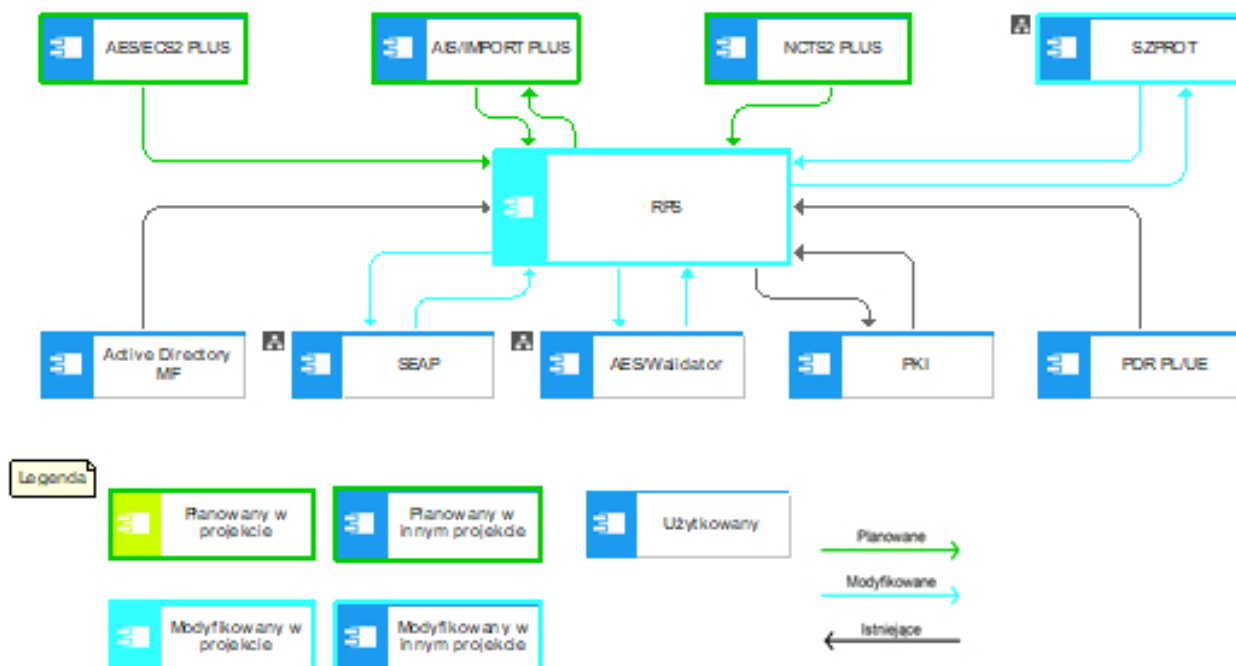 AES/ECS2 PLUS
AIS/IMPORT PLUS
NCTS2 PLUS
SZPROT
RPS
Active Directory
MF
SEAP
AES/Walidator
PKI
PDR PL/UE
Legenda
Planowany w
projekcie
Planowany w
innym projekcie
Użytkowany
Planowane
Modyfikowane
Istniejące
Modyfikowany w
projekcie
Modyfikowany w
innym projekcie